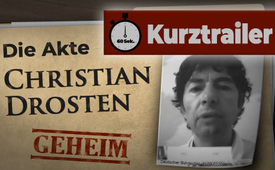 60 Sek.
Kurztrailer
Die Akte
CHRISTIAN
DROSTEN
GEHEIM